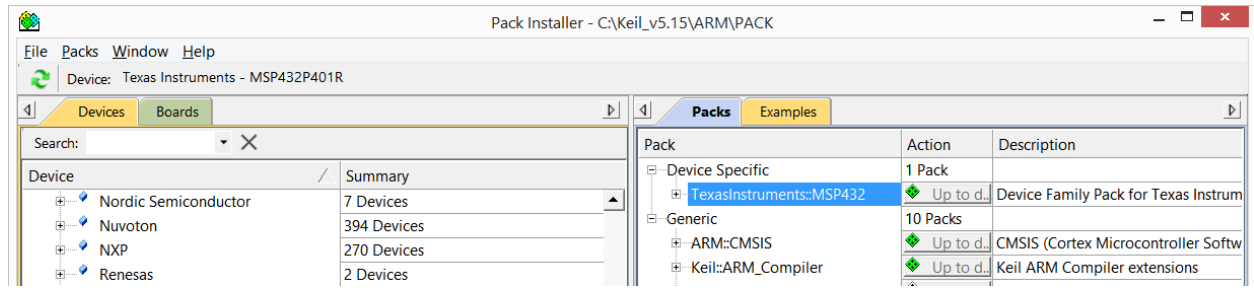 Pack Installer - C:\Keil_v5.15\ARM\PACK
File Packs Window Help
Device: Texas Instruments - MSP432P401R
Devices Boards
Search:
Device Summary
Nordic Semiconductor 7 Devices
Nuvoton 394 Devices
NXP 270 Devices
Renesas 2 Devices
Packs Examples
Pack Action Description
Device Specific 1 Pack
TexasInstruments::MSP432 Up to d.. Device Family Pack for Texas Instrum
Generic 10 Packs
ARM::CMSIS Up to d.. CMSIS (Cortex Microcontroller Softw
Keil::ARM_Compiler Up to d.. Keil ARM Compiler extensions